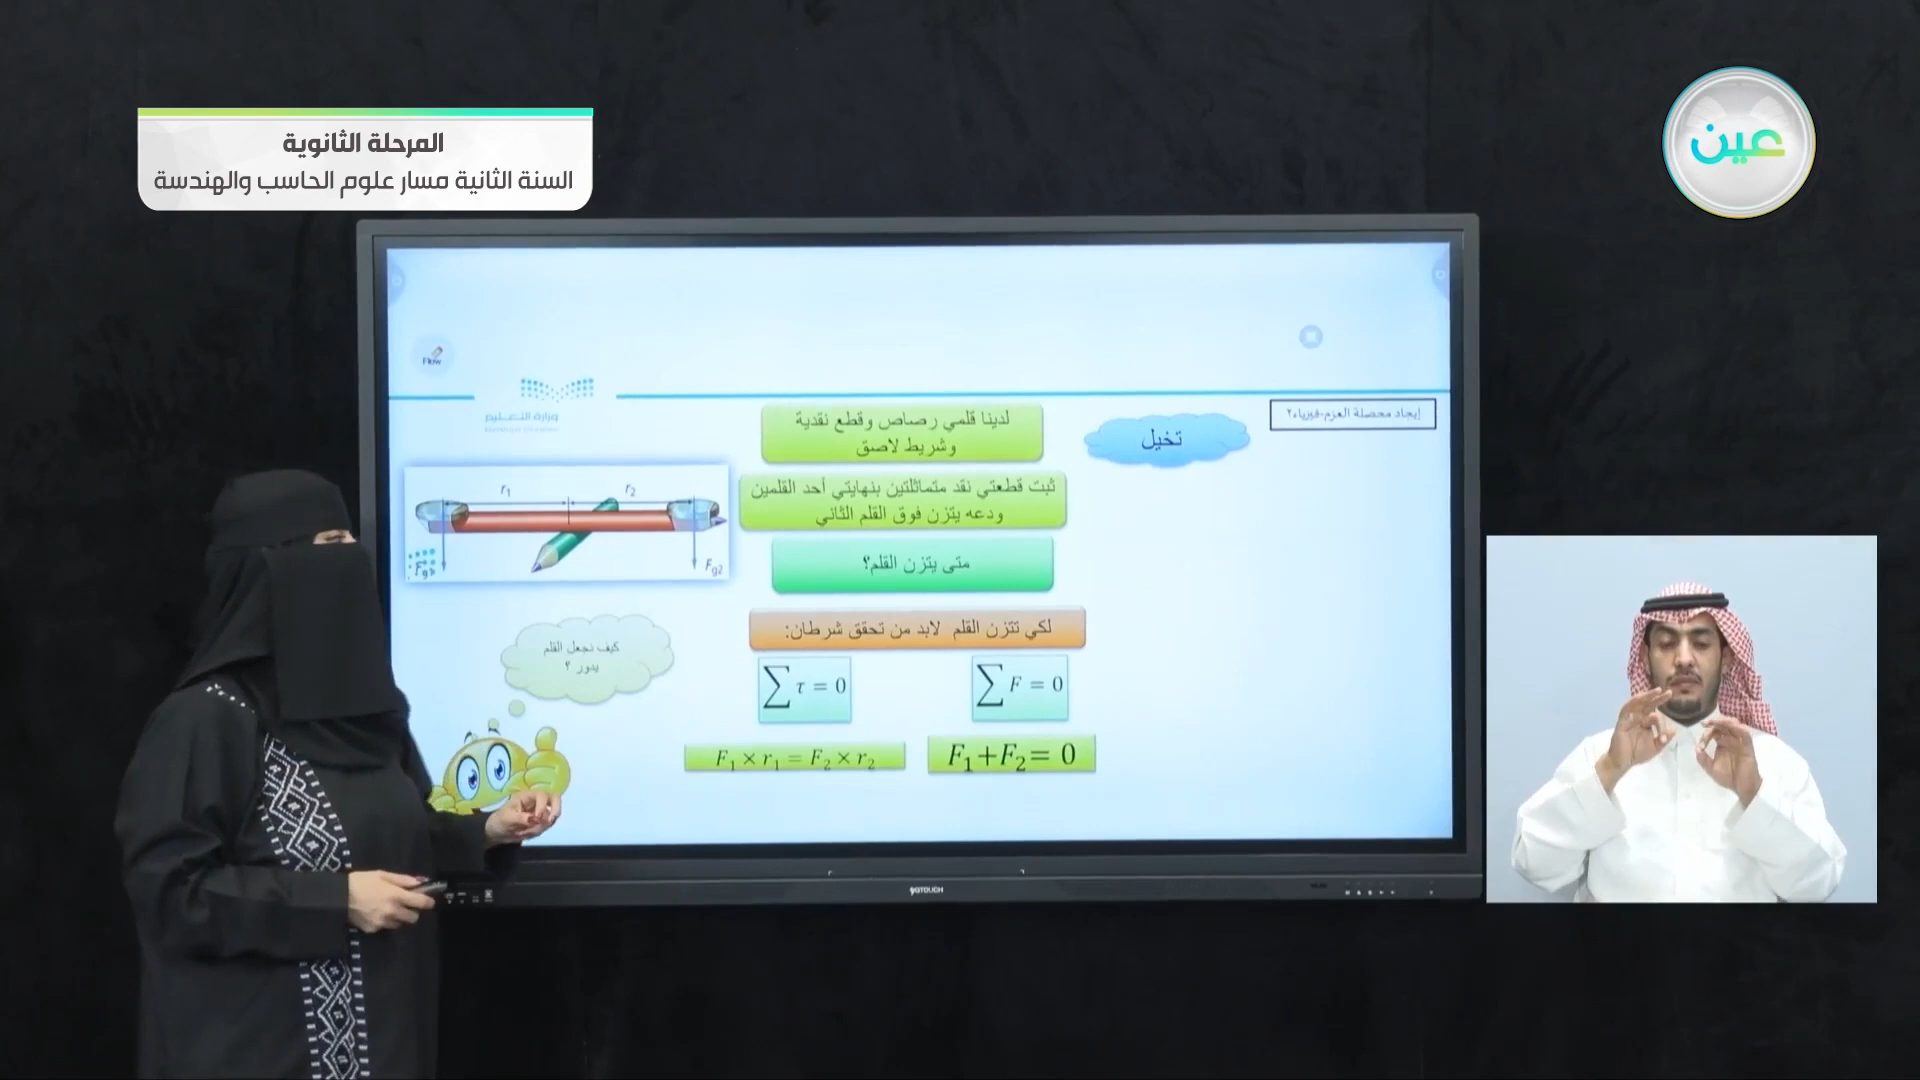 المرحلة الثانوية
السنة الثانية مسار علوم الحاسب والهندسة
عين
Flow
وزارة التعليم
إيجاد محصلة العزم-فيزياء٢
تخيل
لدينا قلمي رصاص وقطع نقدية
وشريط لاصق
ثبت قطعتي نقد متماثلتين بنهايتي أحد القلمين
ودعه يتزن فوق القلم الثاني
متى يتزن القلم؟
r1
r2
Fg1
Fg2
لكي تتزن القلم لابد من تحقق شرطان:
∑ F = 0
∑ τ = 0
F₁+F₂= 0
F₁ × r₁ = F₂ × r₂
كيف نجعل القلم
يدور ؟